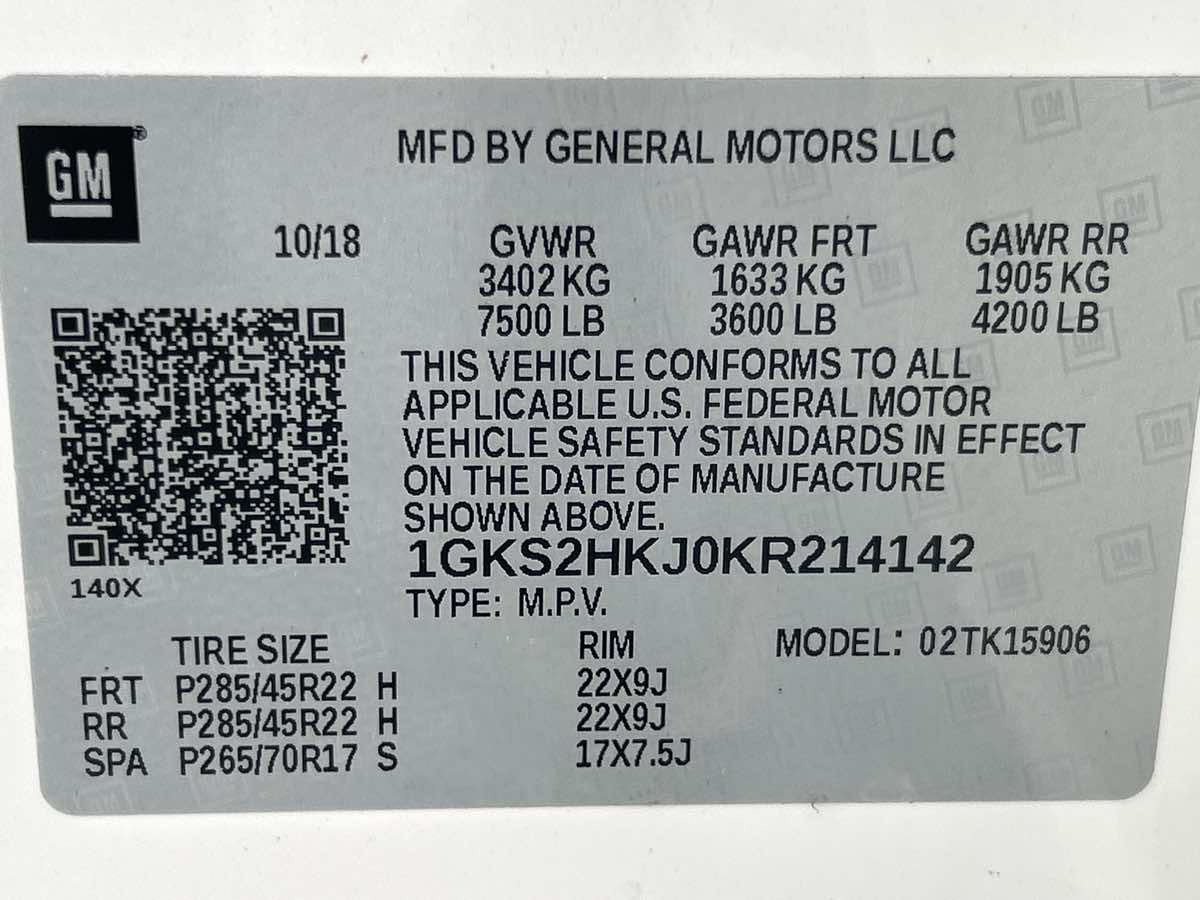 GM ®
MFD BY GENERAL MOTORS LLC
10/18 GVWR GAWR FRT GAWR RR
3402 KG 1633 KG 1905 KG
7500 LB 3600 LB 4200 LB
THIS VEHICLE CONFORMS TO ALL
APPLICABLE U.S. FEDERAL MOTOR
VEHICLE SAFETY STANDARDS IN EFFECT
ON THE DATE OF MANUFACTURE
SHOWN ABOVE.
1GKS2HKJ0KR214142
140X
TYPE: M.P.V.
TIRE SIZE RIM MODEL: 02TK15906
FRT P285/45R22 H 22X9J
RR P285/45R22 H 22X9J
SPA P265/70R17 S 17X7.5J